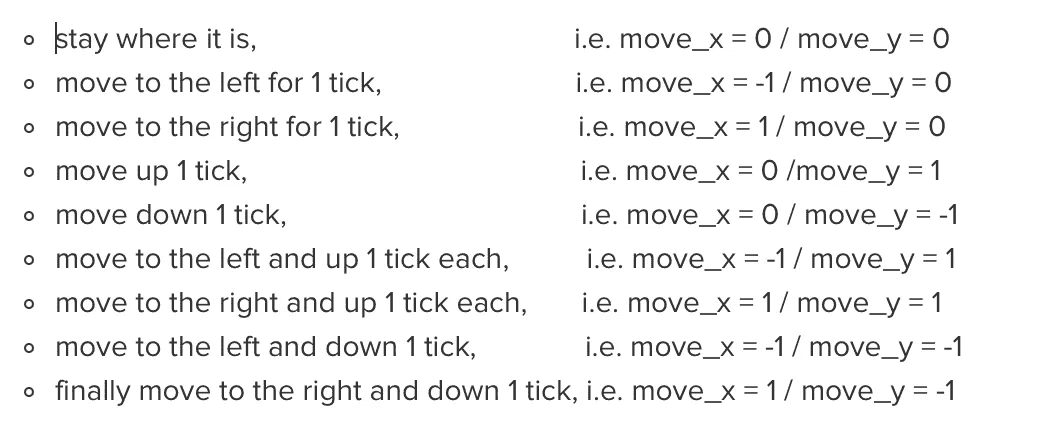 stay where it is, i.e. move_x = 0 / move_y = 0
move to the left for 1 tick, i.e. move_x = -1 / move_y = 0
move to the right for 1 tick, i.e. move_x = 1 / move_y = 0
move up 1 tick, i.e. move_x = 0 /move_y = 1
move down 1 tick, i.e. move_x = 0 / move_y = -1
move to the left and up 1 tick each, i.e. move_x = -1 / move_y = 1
move to the right and up 1 tick each, i.e. move_x = 1 / move_y = 1
move to the left and down 1 tick, i.e. move_x = -1 / move_y = -1
finally move to the right and down 1 tick, i.e. move_x = 1 / move_y = -1